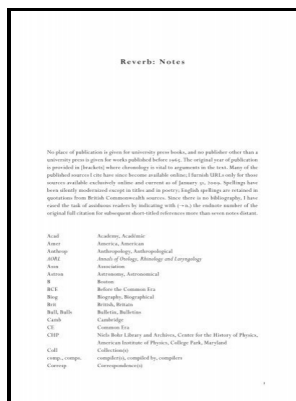 Reverb: Notes
No place of publication is given for university press books, and no publisher other than a
university press is given for works published before 1962. The original year of publication
is provided in [brackets] where chronology is vital to arguments in the text. Many of the
published sources I cite have since become available online; I furnish URLs only for those
sources available exclusively online and current as of January 31, 2009. Spellings have
been silently modernized except in titles and in poetry; English spellings are retained in
quotations from British Commonwealth sources. Since there is no bibliography, I have
eased the task of assiduous readers by indicating with (→n.) the endnote number of the
original full citation for subsequent short-titled references more than seven notes distant.
Acad Academy, Académie
Amer America, American
Anthrop Anthropology, Anthropological
AORL Annals of Otology, Rhinology and Laryngology
Assn Association
Astron Astronomy, Astronomical
B Boston
BCE Before the Common Era
Biog Biography, Biographical
Brit British, Britain
Bull, Bulls Bulletin, Bulletins
Camb Cambridge
CE Common Era
CHP Niels Bohr Library and Archives, Center for the History of Physics,
American Institute of Physics, College Park, Maryland
Coll Collection(s)
comp., comps. compiler(s), compiled by, compilers
Corresp Correspondence(s)